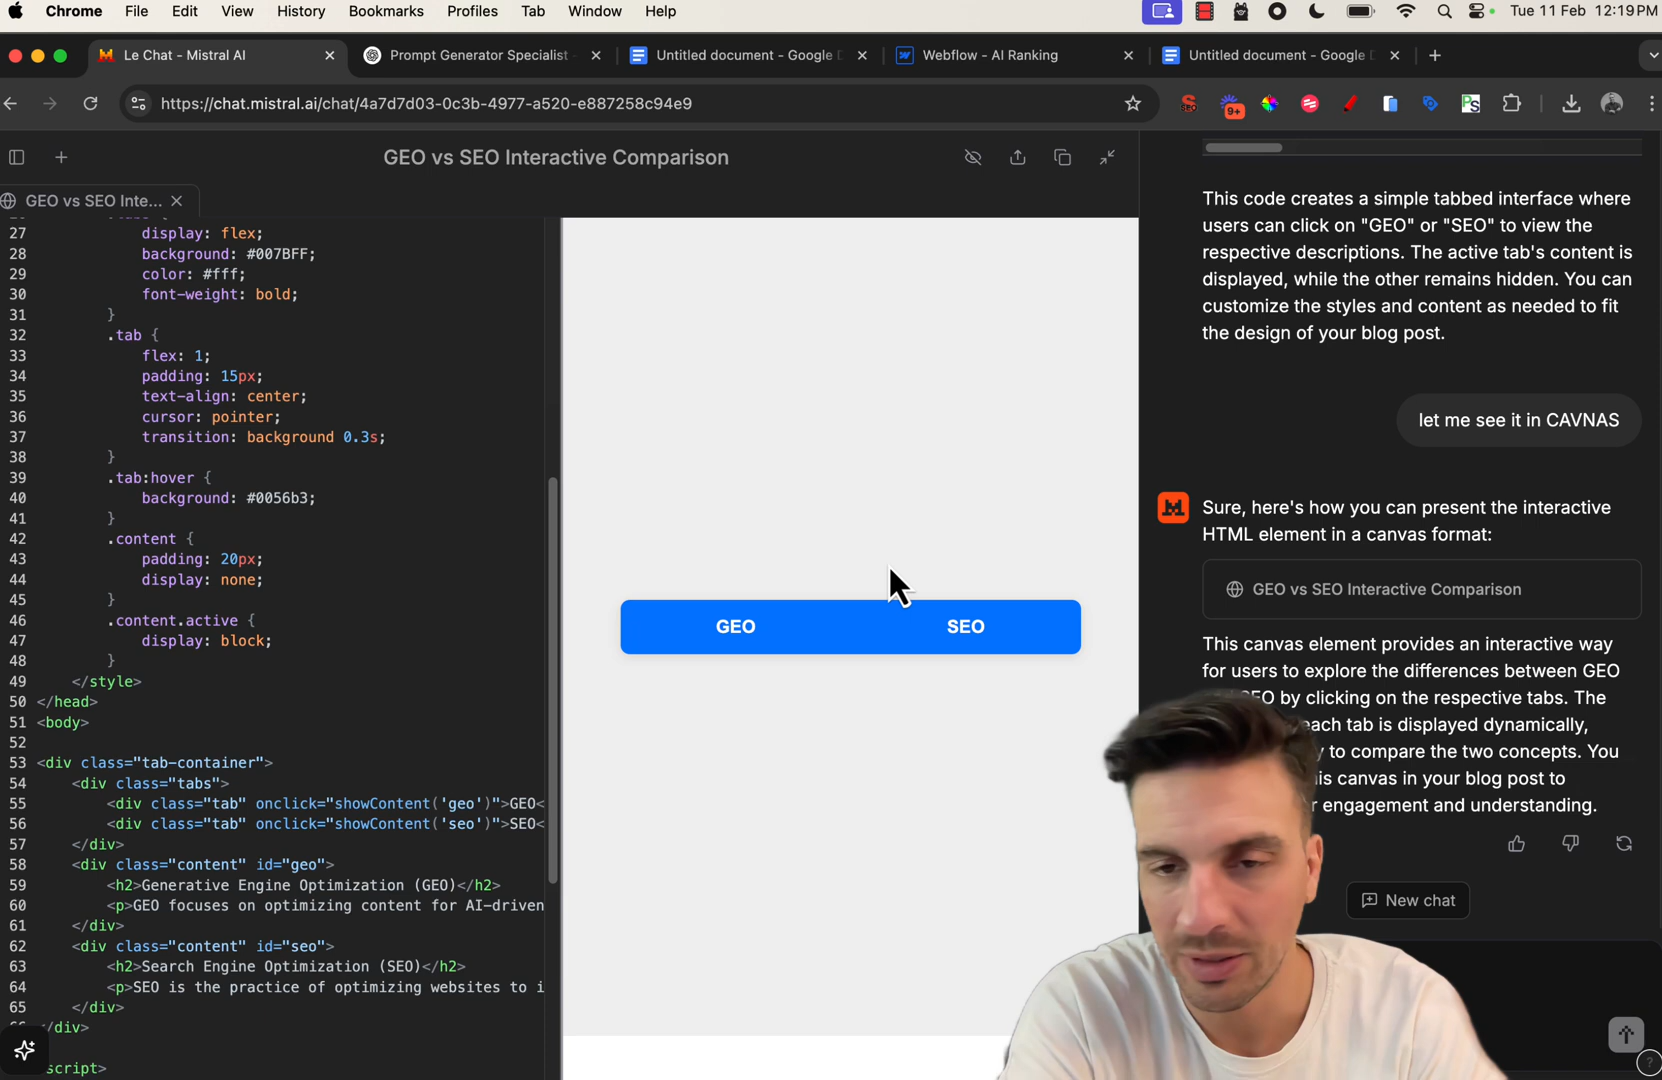 Chrome File Edit View History Bookmarks Profiles Tab Window Help
Tue 11 Feb 12:19 PM
Le Chat - Mistral AI
Prompt Generator Specialist
Untitled document - Google
Webflow - AI Ranking
Untitled document - Google
https://chat.mistral.ai/chat/4a7d7d03-0c3b-4977-a520-e887258c94e9
SEO
9+
PS
GEO vs SEO Interactive Comparison
GEO vs SEO Inte...
27 display: flex;
28 background: #007BFF;
29 color: #fff;
30 font-weight: bold;
31 }
32 .tab {
33 flex: 1;
34 padding: 15px;
35 text-align: center;
36 cursor: pointer;
37 transition: background 0.3s;
38 }
39 .tab:hover {
40 background: #0056b3;
41 }
42 .content {
43 padding: 20px;
44 display: none;
45 }
46 .content.active {
47 display: block;
48 }
49 </style>
50 </head>
51 <body>
52
53 <div class="tab-container">
54 <div class="tabs">
55 <div class="tab" onclick="showContent('geo')">GEO<
56 <div class="tab" onclick="showContent('seo')">SEO<
57 </div>
58 <div class="content" id="geo">
59 <h2>Generative Engine Optimization (GEO)</h2>
60 <p>GEO focuses on optimizing content for AI-driven
61 </div>
62 <div class="content" id="seo">
63 <h2>Search Engine Optimization (SEO)</h2>
64 <p>SEO is the practice of optimizing websites to i
65 </div>
/div>
script>
GEO
SEO
This code creates a simple tabbed interface where
users can click on "GEO" or "SEO" to view the
respective descriptions. The active tab's content is
displayed, while the other remains hidden. You can
customize the styles and content as needed to fit
the design of your blog post.
let me see it in CAVNAS
Sure, here's how you can present the interactive
HTML element in a canvas format:
GEO vs SEO Interactive Comparison
This canvas element provides an interactive way
for users to explore the differences between GEO
by clicking on the respective tabs. The
each tab is displayed dynamically,
to compare the two concepts. You
canvas in your blog post to
engagement and understanding.
New chat
?